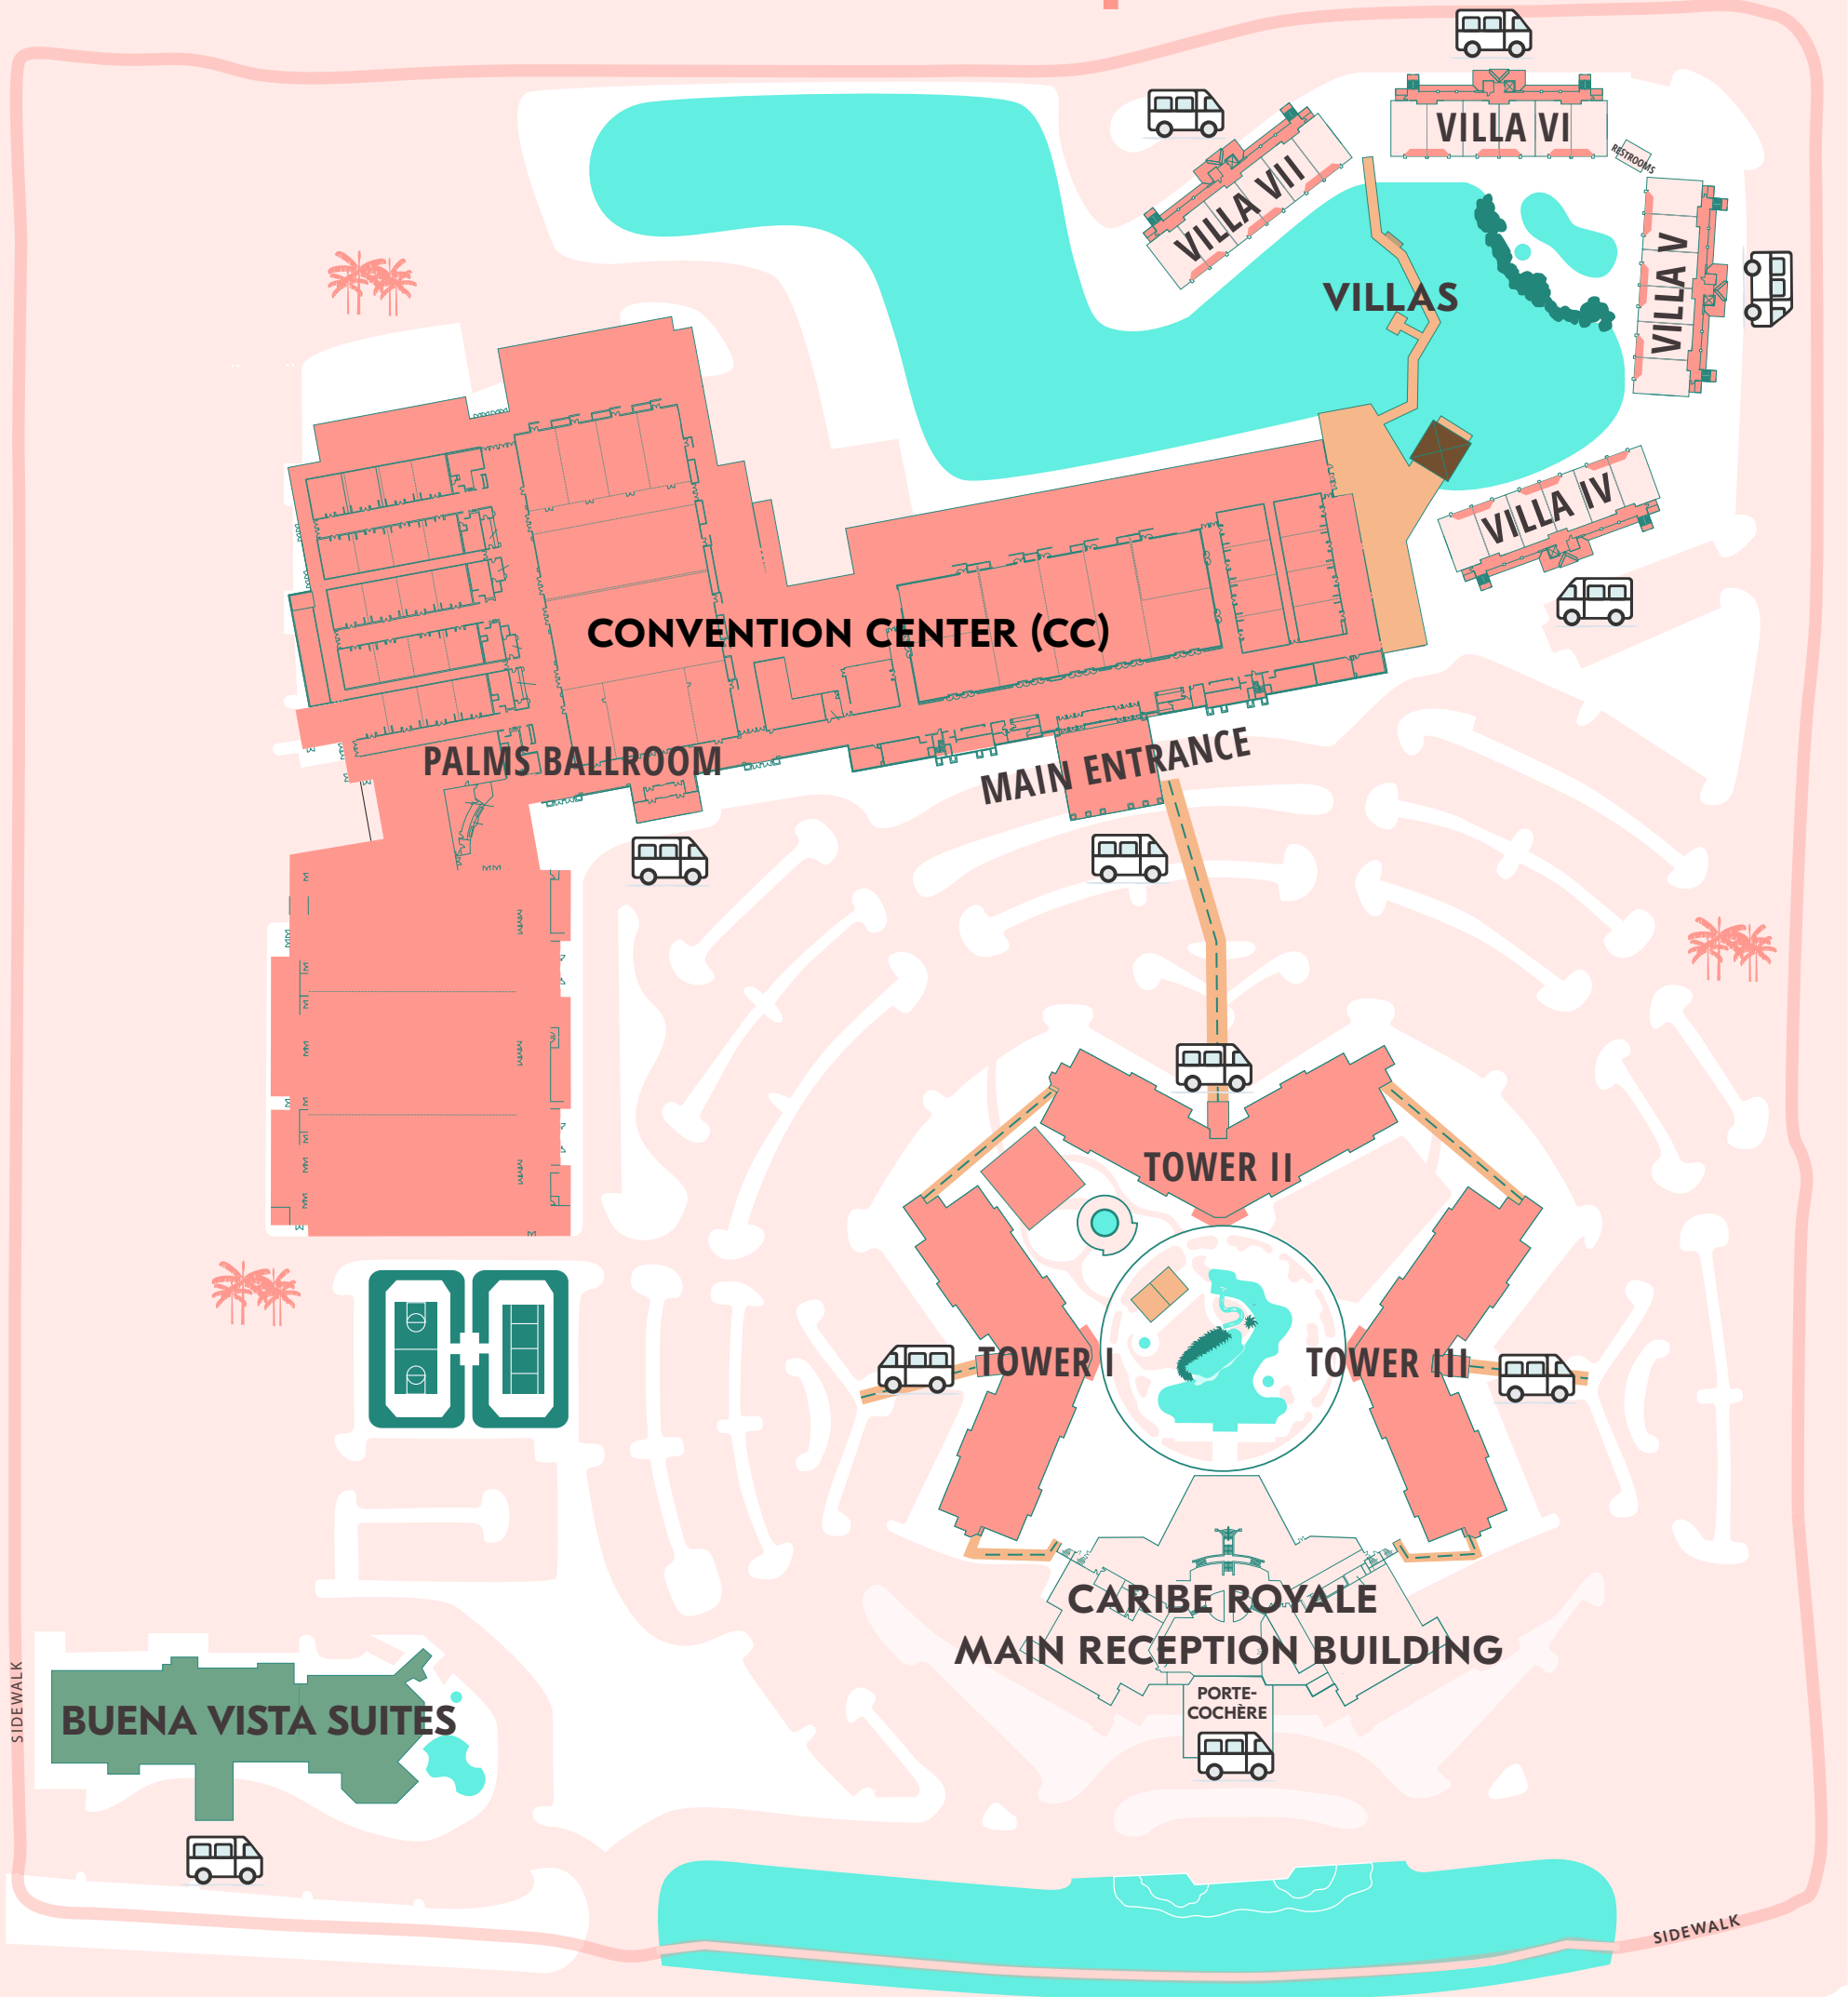 VILLA VI
RESTROOMS
VILLA VII
VILLA V
VILLAS
VILLA IV
CONVENTION CENTER (CC)
PALMS BALLROOM
MAIN ENTRANCE
TOWER II
TOWER I
TOWER III
CARIBE ROYALE
MAIN RECEPTION BUILDING
PORTE-
COCHÈRE
SIDEWALK
BUENA VISTA SUITES
SIDEWALK